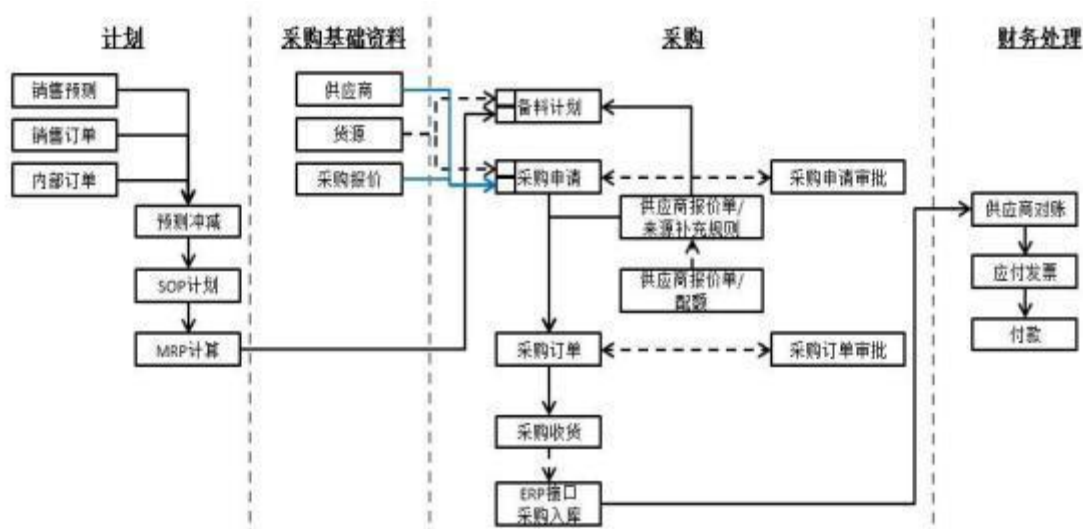 计划
采购基础资料
采购
财务处理
销售预测
销售订单
内部订单
预测冲减
SOP计划
MRP计算
供应商
货源
采购报价
备料计划
采购申请
采购申请审批
供应商报价单/
来源补充规则
供应商报价单/
配额
采购订单
采购订单审批
采购收货
ERP接口
采购入库
供应商对账
应付发票
付款